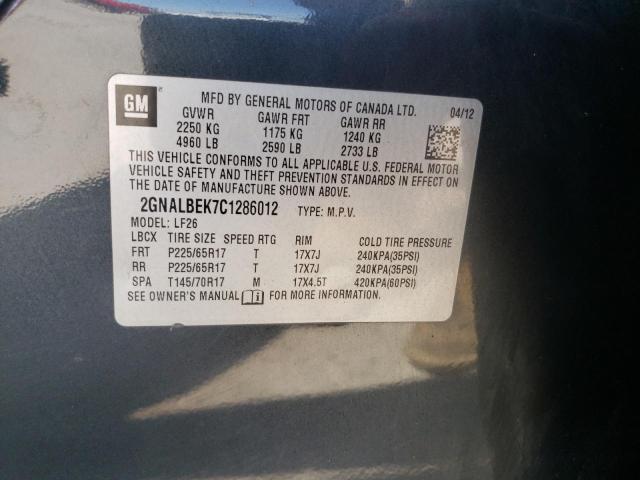 GM
MFD BY GENERAL MOTORS OF CANADA LTD. 04/12
GVWR GAWR FRT GAWR RR
2250 KG 1175 KG 1240 KG
4960 LB 2590 LB 2733 LB
THIS VEHICLE CONFORMS TO ALL APPLICABLE U.S. FEDERAL MOTOR
VEHICLE SAFETY AND THEFT PREVENTION STANDARDS IN EFFECT ON
THE DATE OF MANUFACTURE SHOWN ABOVE.
2GNALBEK7C1286012 TYPE: M.P.V.
MODEL: LF26
LBCX TIRE SIZE SPEED RTG RIM COLD TIRE PRESSURE
FRT P225/65R17 T 17X7J 240KPA(35PSI)
RR P225/65R17 T 17X7J 240KPA(35PSI)
SPA T145/70R17 M 17X4.5T 420KPA(60PSI)
SEE OWNER'S MANUAL FOR MORE INFORMATION.